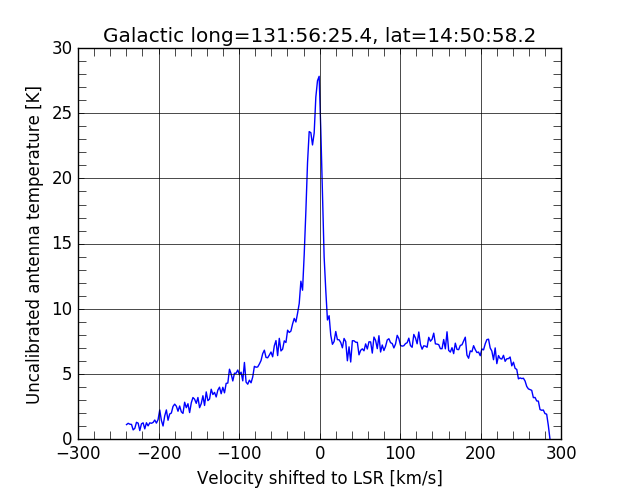 Galactic long=131:56:25.4, lat=14:50:58.2
30
25
20
15
10
5
0
Uncalibrated antenna temperature [K]
−300 −200 −100 0 100 200 300
Velocity shifted to LSR [km/s]